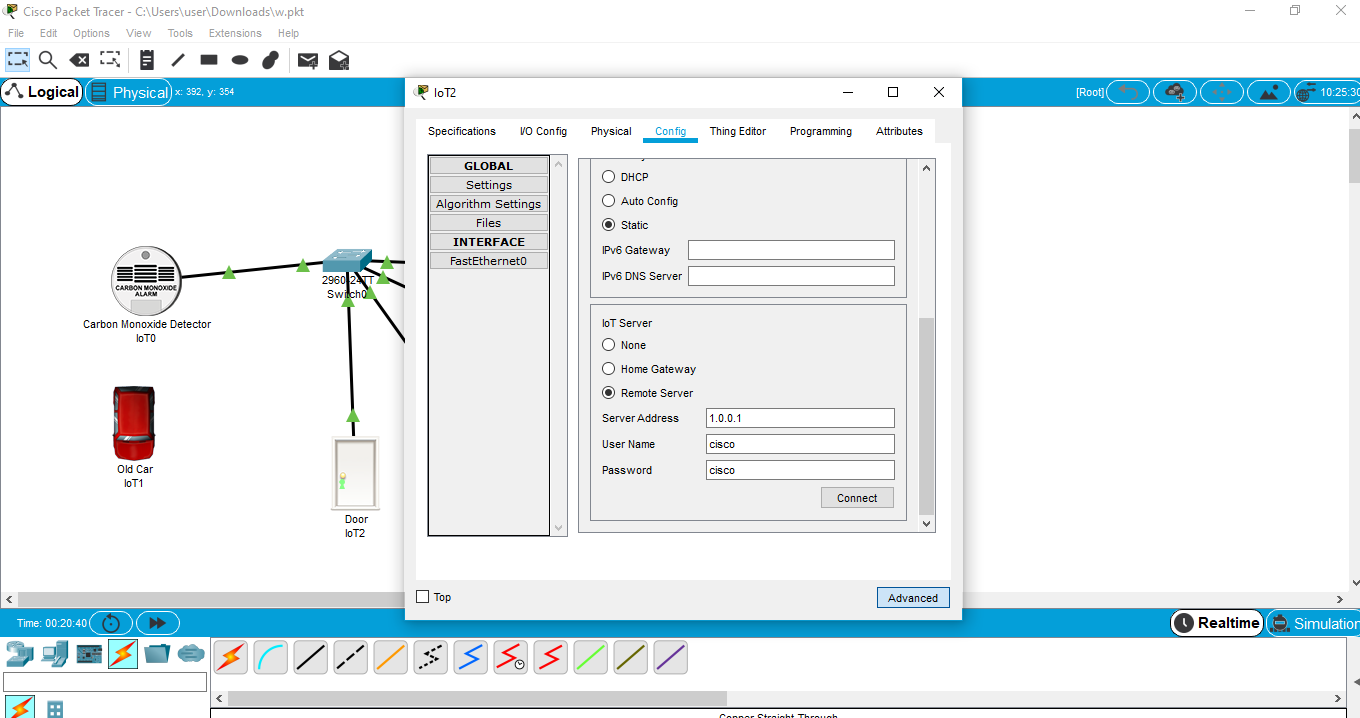 Cisco Packet Tracer - C:\Users\user\Downloads\w.pkt
File Edit Options View Tools Extensions Help
Logical Physical x: 392, y: 354 [Root] 10:25:30
IoT2
Specifications I/O Config Physical Config Thing Editor Programming Attributes
GLOBAL
Settings
Algorithm Settings
Files
INTERFACE
FastEthernet0
DHCP
Auto Config
Static
IPv6 Gateway
IPv6 DNS Server
IoT Server
None
Home Gateway
Remote Server
Server Address 1.0.0.1
User Name cisco
Password cisco
Connect
Top Advanced
CARBON MONOXIDE
ALARM
Carbon Monoxide Detector
IoT0
2960-24TT
Switch0
Old Car
IoT1
Door
IoT2
Time: 00:20:40 Realtime Simulation
Copper Straight-Through